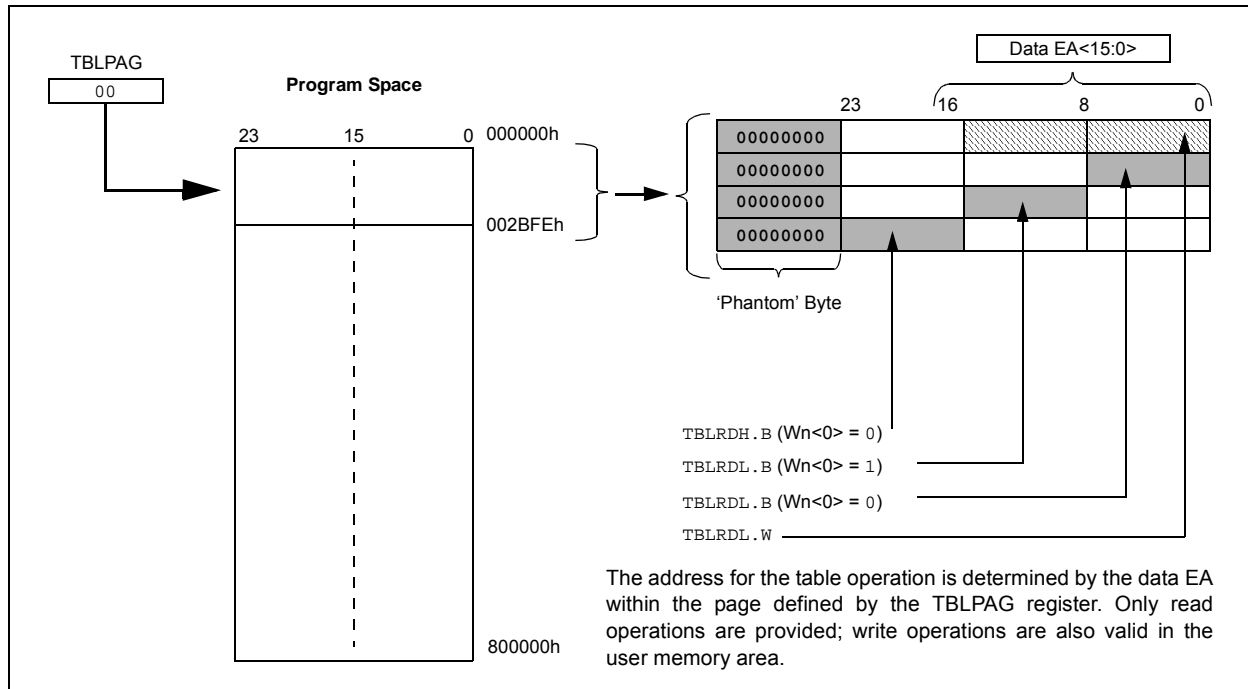 Data EA<15:0>
TBLPAG
00
Program Space
23 16 8 0
23 15 0 000000h
00000000
00000000
00000000
00000000
002BFEh
‘Phantom’ Byte
TBLRDH.B (Wn<0> = 0)
TBLRDL.B (Wn<0> = 1)
TBLRDL.B (Wn<0> = 0)
TBLRDL.W
The address for the table operation is determined by the data EA
within the page defined by the TBLPAG register. Only read
operations are provided; write operations are also valid in the
user memory area.
800000h